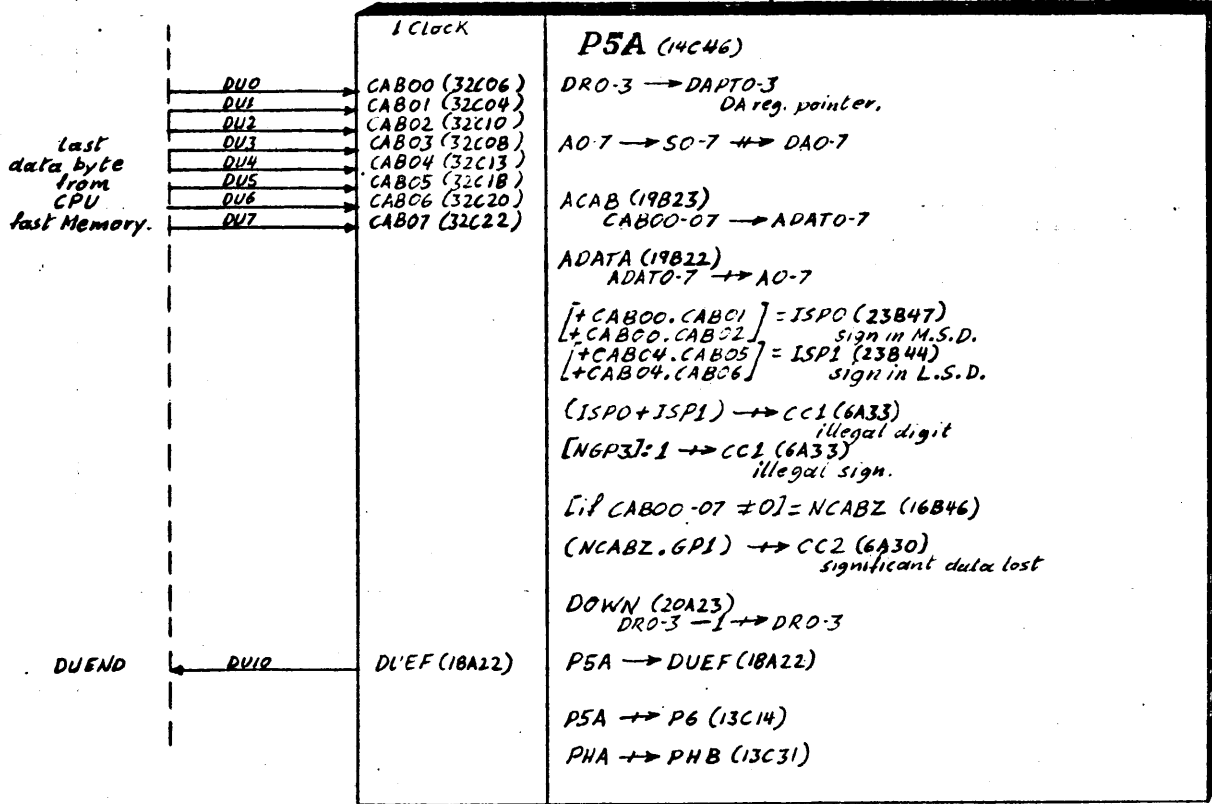 1 Clock
P5A (14C46)
DU0 CAB00 (32C06) DR0-3 → DAPT0-3
DU1 CAB01 (32C04) DA reg. pointer.
DU2 CAB02 (32C10)
DU3 CAB03 (32C08) A0-7 → S0-7 ⇸ DA0-7
last
DU4 CAB04 (32C13)
data byte
DU5 CAB05 (32C18)
from
CPU
DU6 CAB06 (32C20) ACAB (19B23)
fast Memory.
DU7 CAB07 (32C22) CAB00-07 → ADAT0-7
ADATA (19B22)
ADAT0-7 ⇸ A0-7
[+CAB00.CAB01] = ISP0 (23B47)
[+CAB00.CAB02] sign in M.S.D.
[+CAB04.CAB05] = ISP1 (23B44)
[+CAB04.CAB06] sign in L.S.D.
(ISP0+ISP1) ⇸ CC1 (6A33)
illegal digit
[NGP3]:1 ⇸ CC1 (6A33)
illegal sign.
[if CAB00-07 ≠0]= NCABZ (16B46)
(NCABZ.GP1) ⇸ CC2 (6A30)
significant data lost
DOWN (20A23)
DR0-3 -1 ⇸ DR0-3
DUEND DU10 DUEF (18A22) P5A → DUEF (18A22)
P5A ⇸ P6 (13C14)
PHA ⇸ PHB (13C31)